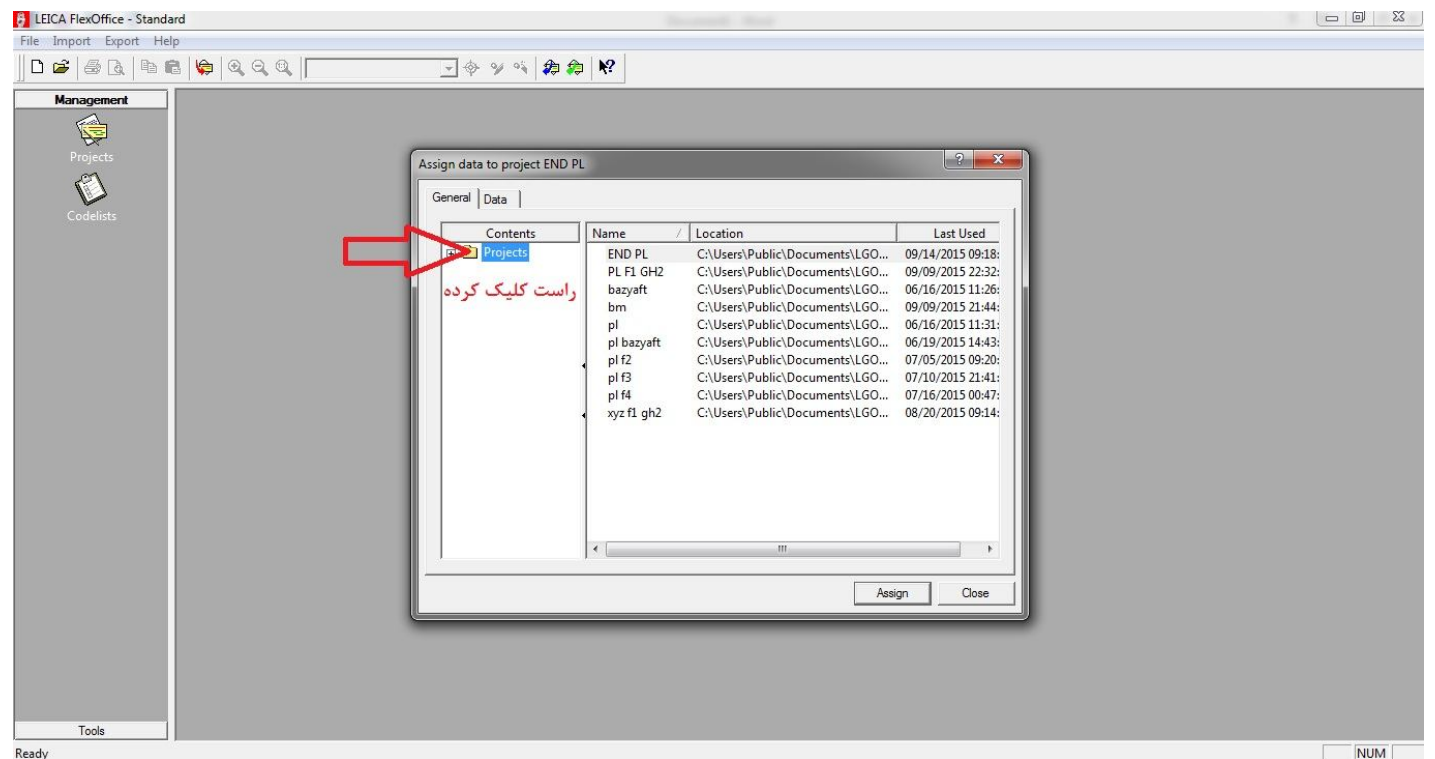 LEICA FlexOffice - Standard
File Import Export Help
Management
Projects
Codelists
Tools
Ready
NUM
Assign data to project END PL
General Data
Contents Name Location Last Used
Projects
راست کلیک کرده
END PL C:\Users\Public\Documents\LGO... 09/14/2015 09:18:
PL F1 GH2 C:\Users\Public\Documents\LGO... 09/09/2015 22:32:
bazyaft C:\Users\Public\Documents\LGO... 06/16/2015 11:26:
bm C:\Users\Public\Documents\LGO... 09/09/2015 21:44:
pl C:\Users\Public\Documents\LGO... 06/16/2015 11:31:
pl bazyaft C:\Users\Public\Documents\LGO... 06/19/2015 14:43:
pl f2 C:\Users\Public\Documents\LGO... 07/05/2015 09:20:
pl f3 C:\Users\Public\Documents\LGO... 07/10/2015 21:41:
pl f4 C:\Users\Public\Documents\LGO... 07/16/2015 00:47:
xyz f1 gh2 C:\Users\Public\Documents\LGO... 08/20/2015 09:14:
Assign Close